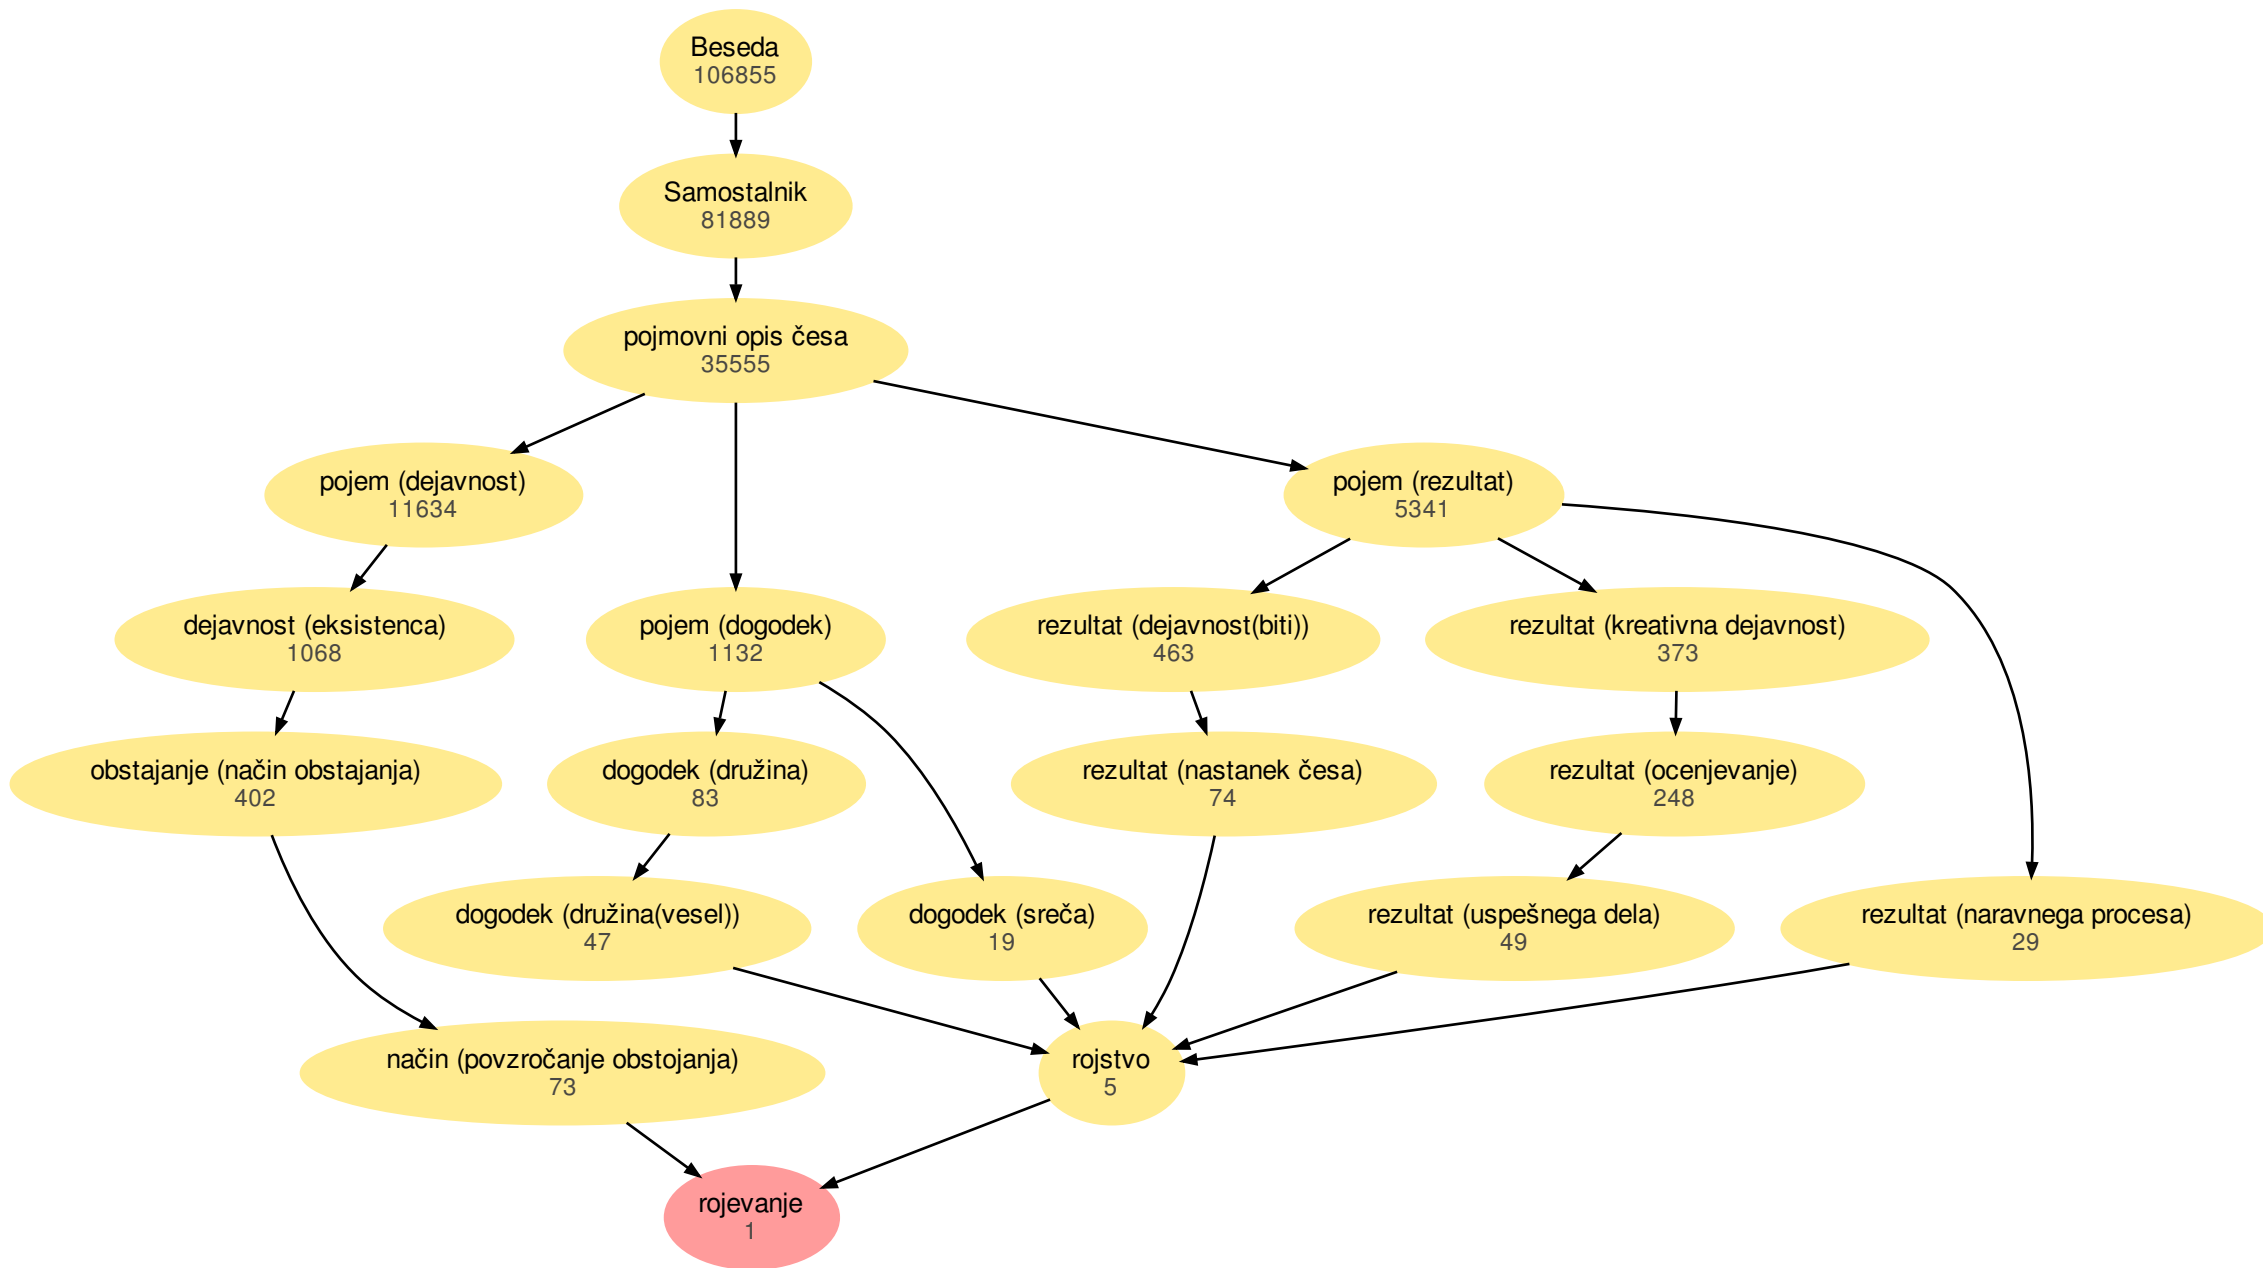 Beseda
106855
Samostalnik
81889
pojmovni opis česa
35555
pojem (dejavnost)
11634
pojem (rezultat)
5341
dejavnost (eksistenca)
1068
pojem (dogodek)
1132
rezultat (dejavnost(biti))
463
rezultat (kreativna dejavnost)
373
obstajanje (način obstajanja)
402
dogodek (družina)
83
rezultat (nastanek česa)
74
rezultat (ocenjevanje)
248
dogodek (družina(vesel))
47
dogodek (sreča)
19
rezultat (uspešnega dela)
49
rezultat (naravnega procesa)
29
način (povzročanje obstojanja)
73
rojstvo
5
rojevanje
1